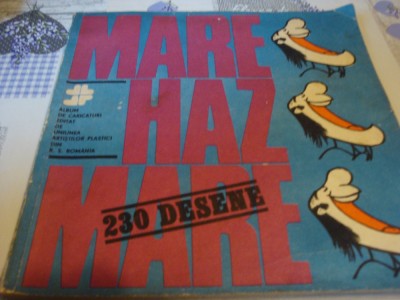 MARE
HAZ
MARE
ALBUM
DE CARICATURI
EDITAT
DE
UNIUNEA
ARTIȘTILOR PLASTICI
DIN
R. S. ROMÂNIA
230 DESENE